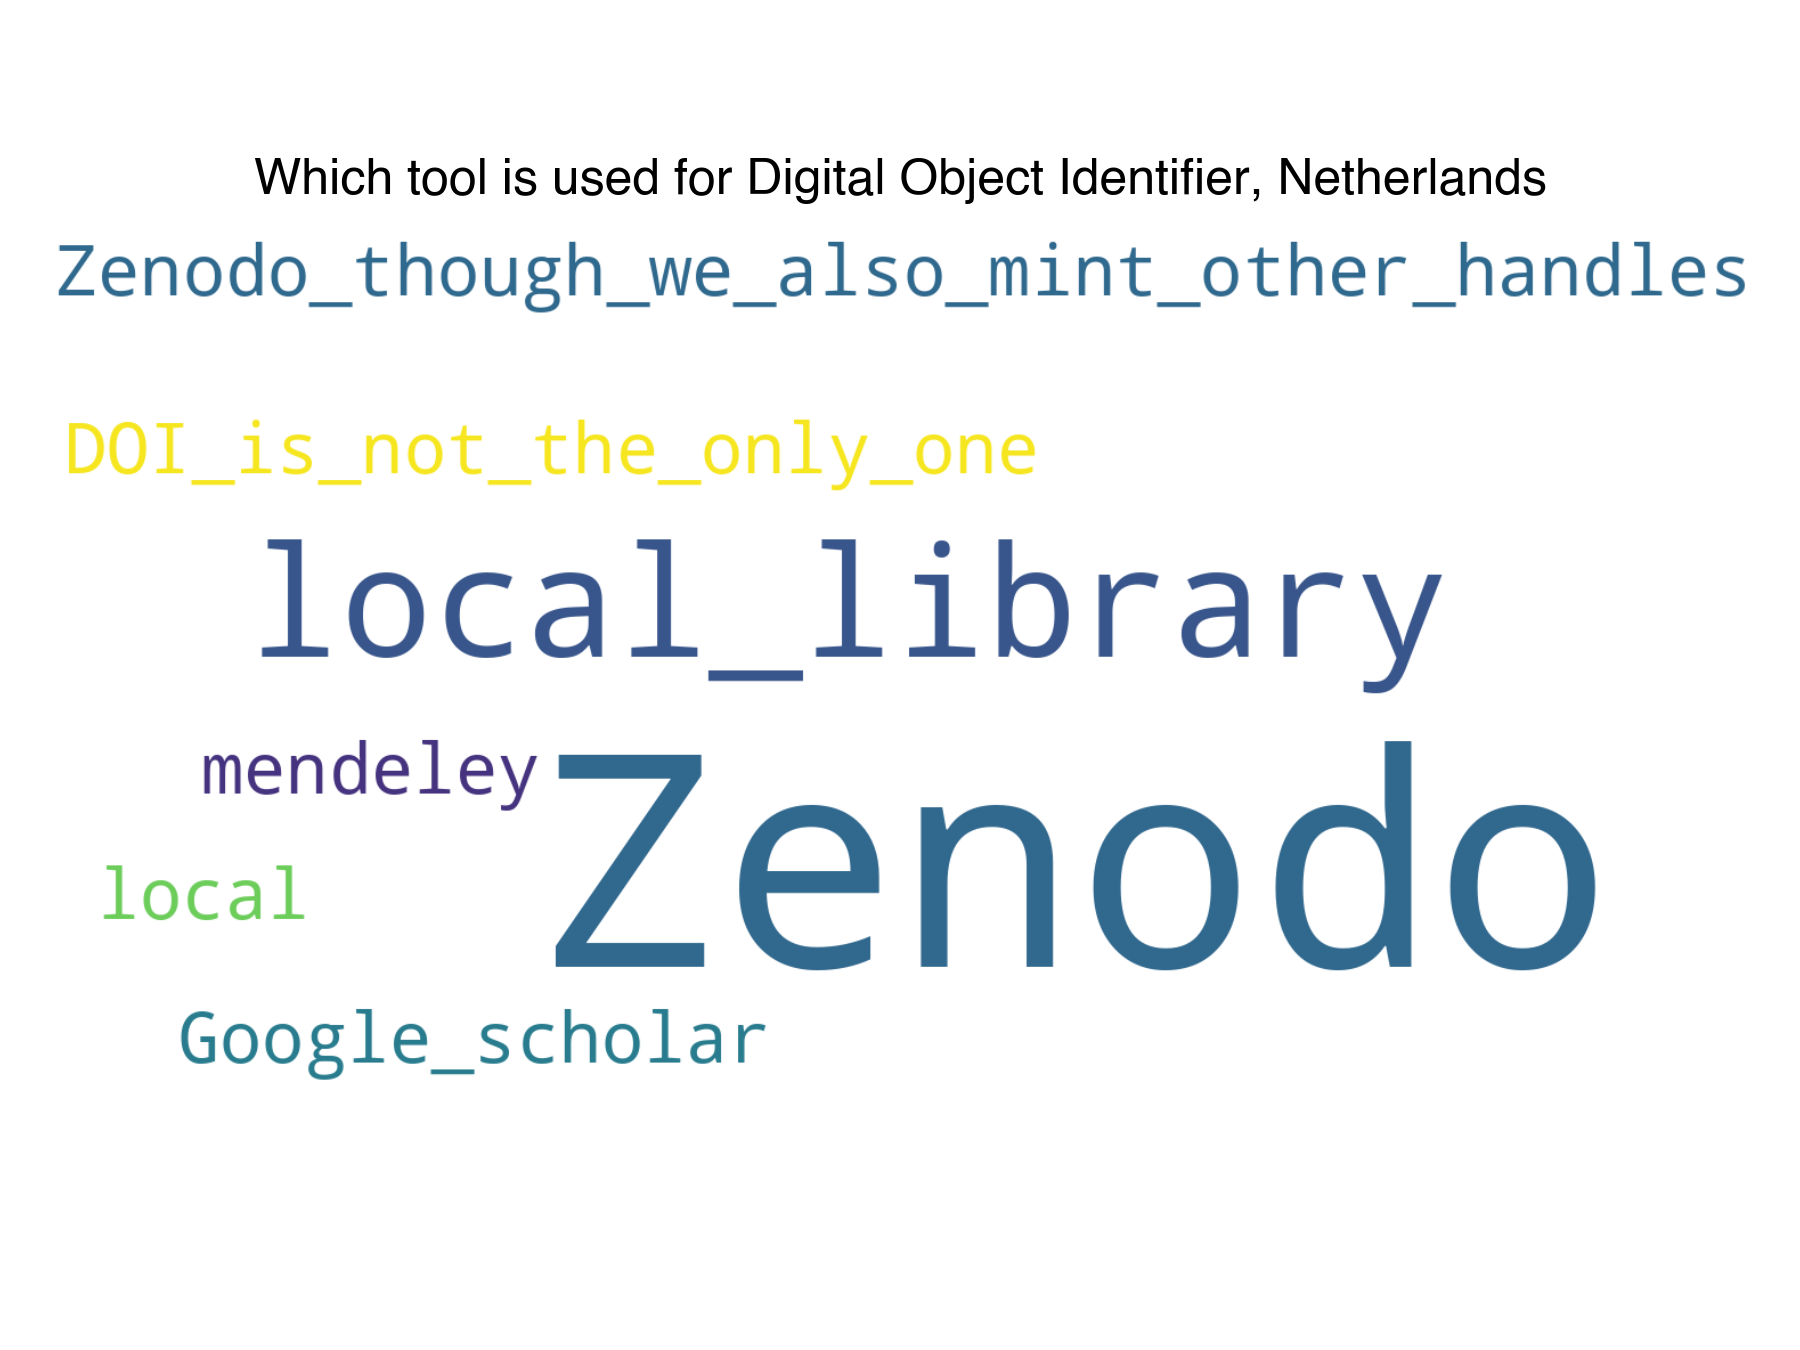 Which tool is used for Digital Object Identifier, Netherlands
Zenodo_though_we_also_mint_other_handles
DOI_is_not_the_only_one
local_library
mendeley
Zenodo
local
Google_scholar